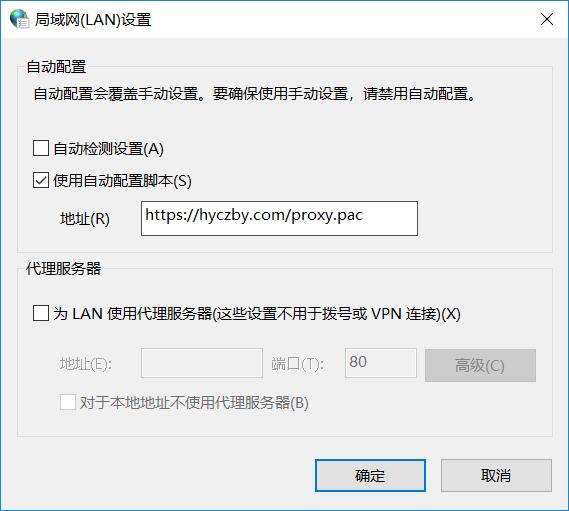 局域网(LAN)设置
自动配置
自动配置会覆盖手动设置。要确保使用手动设置，请禁用自动配置。
自动检测设置(A)
使用自动配置脚本(S)
地址(R)
https://hyczby.com/proxy.pac
代理服务器
为 LAN 使用代理服务器(这些设置不用于拨号或 VPN 连接)(X)
地址(E): 端口(T): 80 高级(C)
对于本地地址不使用代理服务器(B)
确定 取消